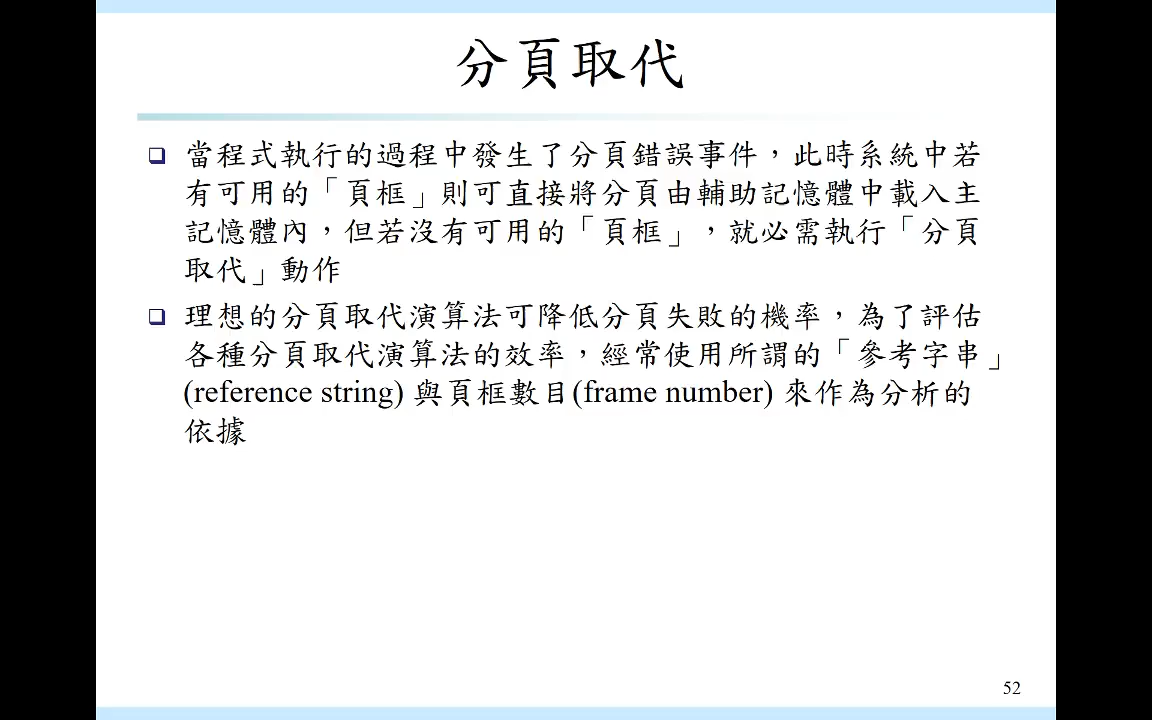 分頁取代
當程式執行的過程中發生了分頁錯誤事件，此時系統中若
有可用的「頁框」則可直接將分頁由輔助記憶體中載入主
記憶體內，但若沒有可用的「頁框」，就必需執行「分頁
取代」動作
理想的分頁取代演算法可降低分頁失敗的機率，為了評估
各種分頁取代演算法的效率，經常使用所謂的「參考字串」
(reference string) 與頁框數目(frame number) 來作為分析的
依據
52